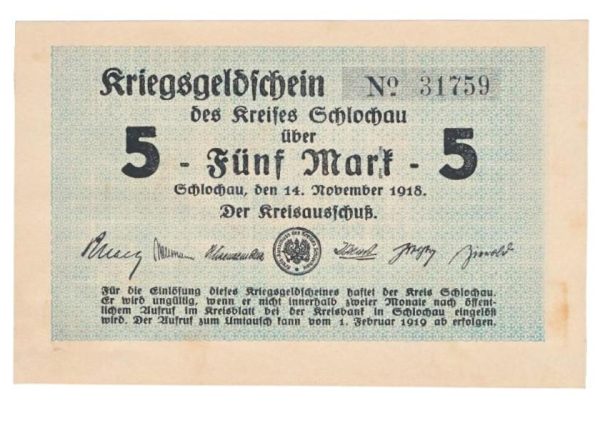 Kriegsgeldschein No 31759
des Kreises Schlochau
über
5 - Fünf Mark - 5
Schlochau, den 14. November 1918.
Der Kreisausschuß.
Für die Einlösung dieses Kriegsgeldscheines haftet der Kreis Schlochau.
Er wird ungültig, wenn er nicht innerhalb zweier Monate nach öffent-
lichem Aufruf im Kreisblatt bei der Kreisbank in Schlochau eingelöst
wird. Der Aufruf zum Umtausch kann vom 1. Februar 1919 ab erfolgen.